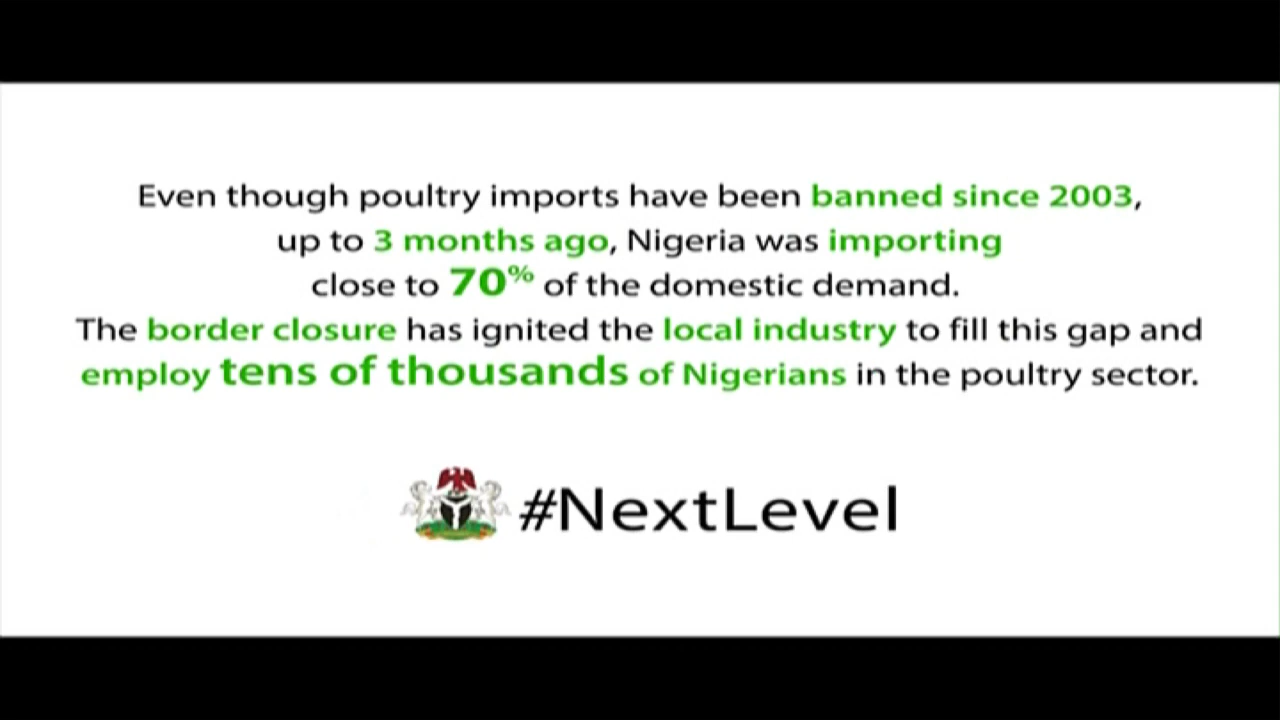 Even though poultry imports have been banned since 2003,
up to 3 months ago, Nigeria was importing
close to 70% of the domestic demand.
The border closure has ignited the local industry to fill this gap and
employ tens of thousands of Nigerians in the poultry sector.
#NextLevel